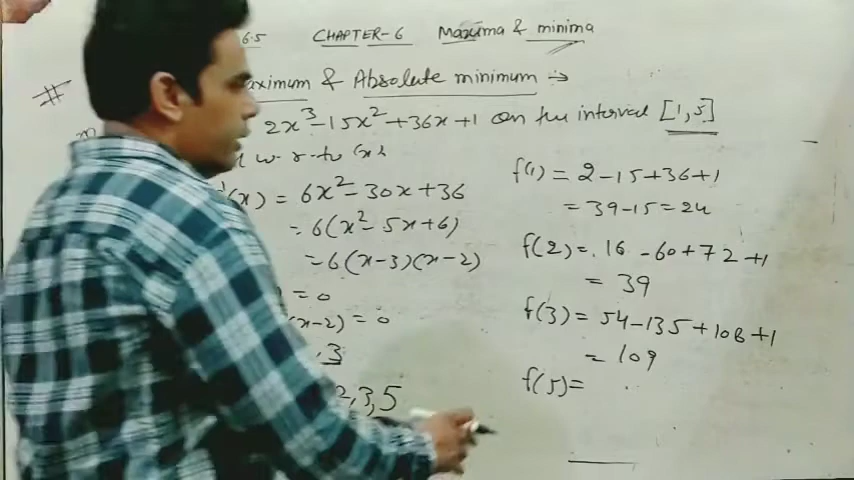 6.5 CHAPTER-6 Maxima & minima
# aximum & Absolute minimum →
2x³-15x²+36x+1 on the interval [1,5]
w-r-to (x)
(x) = 6x²-30x+36
= 6(x²-5x+6)
= 6(x-3)(x-2)
= 0
(x-2) = 0
,3
2,3,5
f(1) = 2-15+36+1
= 39-15 = 24
f(2) = 16-60+72+1
= 39
f(3) = 54-135+108+1
= 109
f(5) =